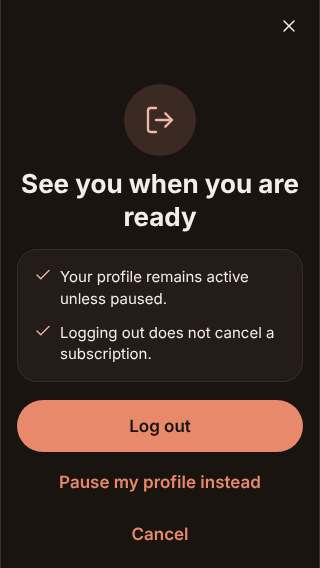 See you when you are
ready
Your profile remains active
unless paused.
Logging out does not cancel a
subscription.
Log out
Pause my profile instead
Cancel